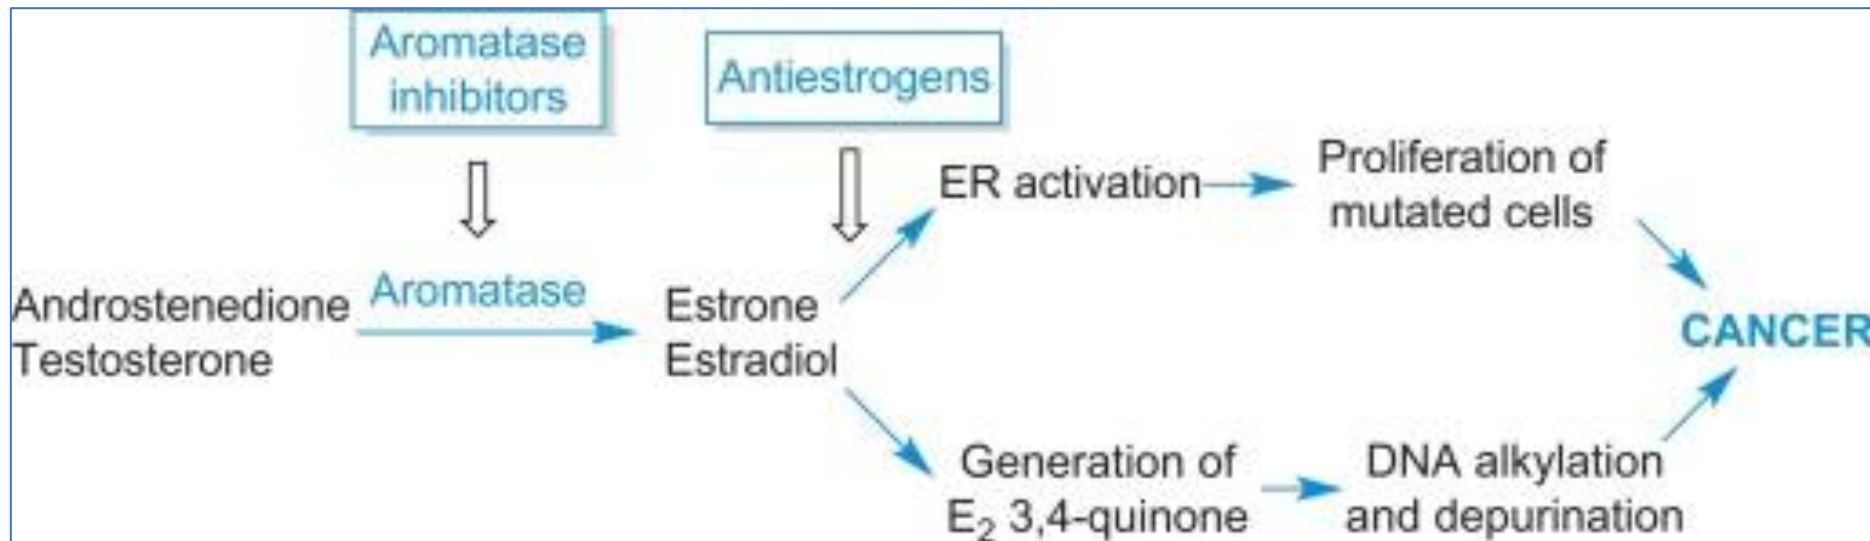 Aromatase
inhibitors
Antiestrogens
ER activation
Proliferation of
mutated cells
Androstenedione
Testosterone
Aromatase
Estrone
Estradiol
CANCER
Generation of
E₂ 3,4-quinone
DNA alkylation
and depurination